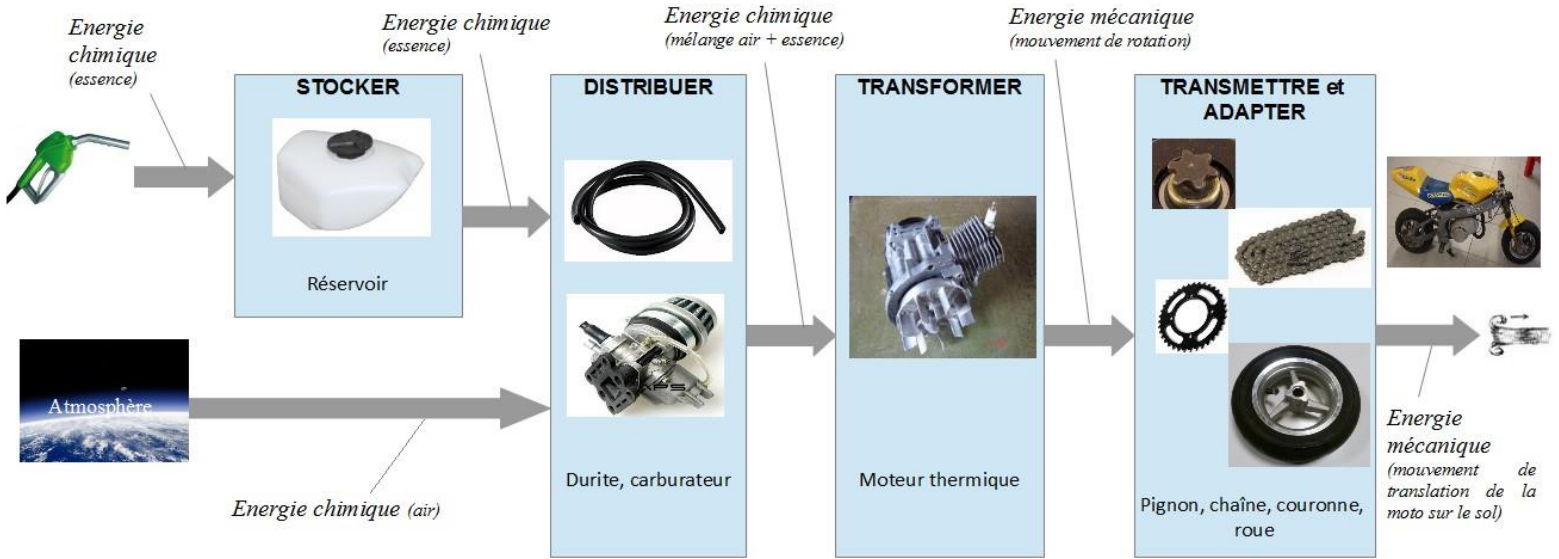 Energie
chimique
(essence)
STOCKER
Réservoir
Energie chimique
(essence)
DISTRIBUER
Durite, carburateur
Atmosphère
Energie chimique (air)
Energie chimique
(mélange air + essence)
TRANSFORMER
Moteur thermique
Energie mécanique
(mouvement de rotation)
TRANSMETTRE et
ADAPTER
Pignon, chaîne, couronne,
roue
Energie
mécanique
(mouvement de
translation de la
moto sur le sol)